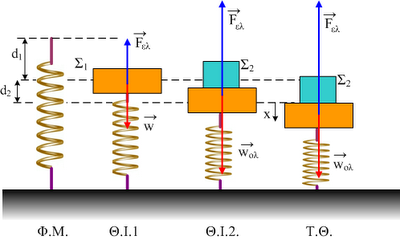 d₁
d₂
Σ₁
F⃗ελ
w⃗
F⃗ελ
Σ₂
w⃗ολ
x
F⃗ελ
Σ₂
w⃗ολ
Φ.Μ. Θ.Ι.1 Θ.Ι.2. Τ.Θ.